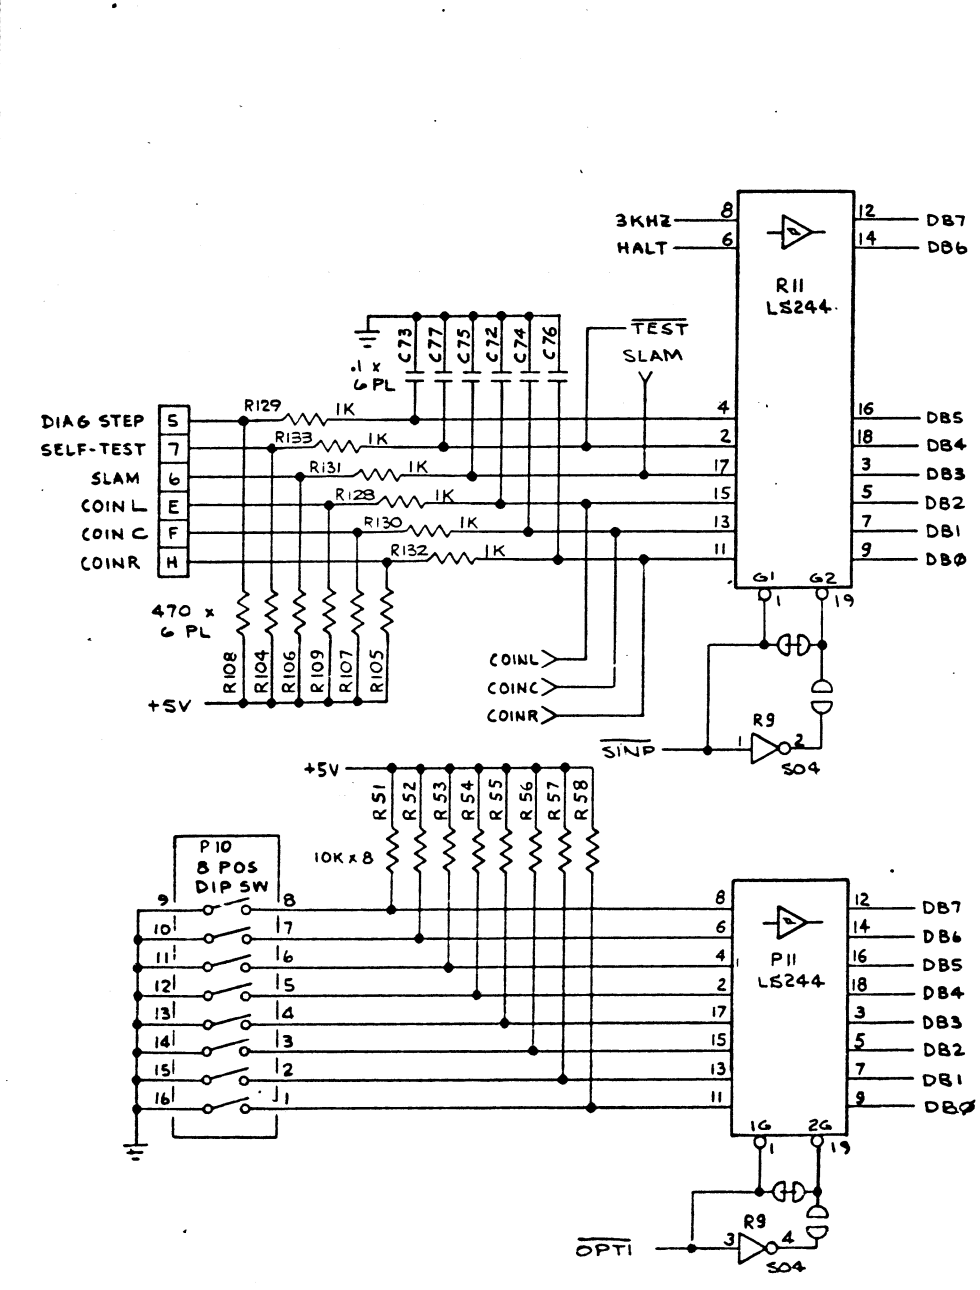 3KHZ 8 12 DB7
HALT 6 14 DB6
R11
LS244
C73 C77 C75 C72 C74 C76
TEST
SLAM
.1 x
6 PL
DIAG STEP 5 R129 1K 4 16 DB5
SELF-TEST 7 R133 1K 2 18 DB4
SLAM 6 R131 1K 17 3 DB3
COIN L E R128 1K 15 5 DB2
COIN C F R130 1K 13 7 DB1
COINR H R132 1K 11 9 DBØ
G1 G2
1 19
470 x
6 PL
R108 R104 R106 R109 R107 R105
+5V
COINL
COINC
COINR
SINP 1 R9 2
S04
+5V
R51 R52 R53 R54 R55 R56 R57 R58
10K x 8
P10
8 POS
DIP SW
9 8 8 12 DB7
10 7 6 14 DB6
11 6 4 16 DB5
12 5 2 18 DB4
13 4 17 3 DB3
14 3 15 5 DB2
15 2 13 7 DB1
16 1 11 9 DBØ
P11
LS244
1G 2G
1 19
OPT1 3 R9 4
S04